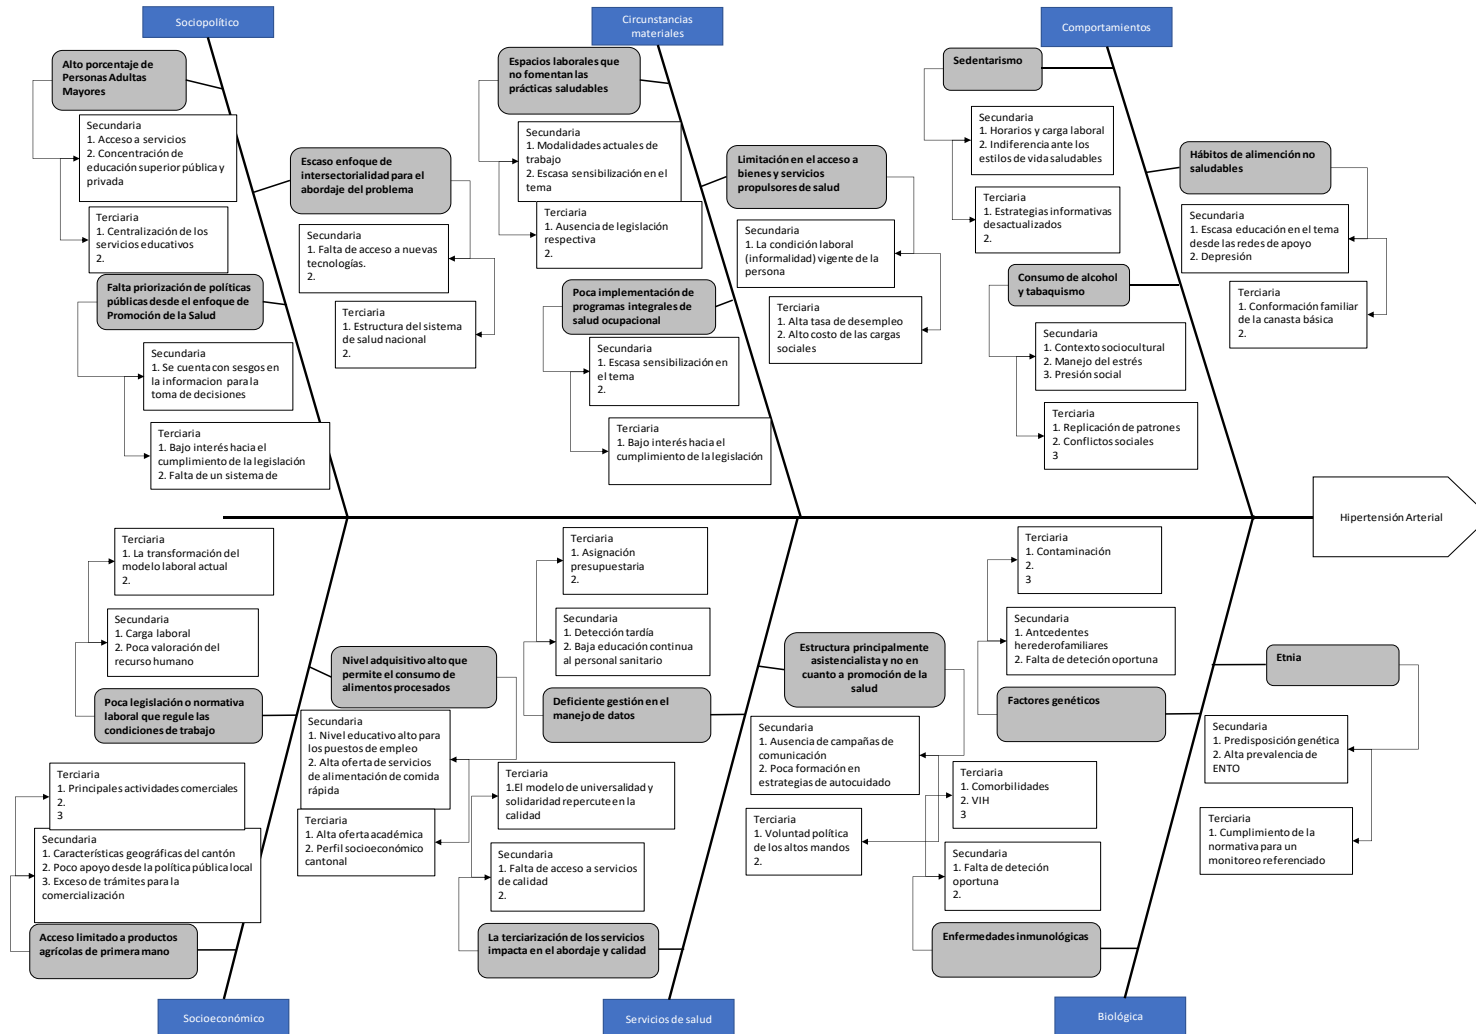 Sociopolítico
Alto porcentaje de
Personas Adultas
Mayores
Secundaria
1. Acceso a servicios
2. Concentración de
educación superior pública y
privada
Terciaria
1. Centralización de los
servicios educativos
2.
Escaso enfoque de
intersectorialidad para el
abordaje del problema
Secundaria
1. Falta de acceso a nuevas
tecnologías.
2.
Terciaria
1. Estructura del sistema
de salud nacional
2.
Falta priorización de políticas
públicas desde el enfoque de
Promoción de la Salud
Secundaria
1. Se cuenta con sesgos en
la informacion para la
toma de decisiones
Terciaria
1. Bajo interés hacia el
cumplimiento de la legislación
2. Falta de un sistema de
Circunstancias
materiales
Espacios laborales que
no fomentan las
prácticas saludables
Secundaria
1. Modalidades actuales de
trabajo
2. Escasa sensibilización en el
tema
Terciaria
1. Ausencia de legislación
respectiva
2.
Limitación en el acceso a
bienes y servicios
propulsores de salud
Secundaria
1. La condición laboral
(informalidad) vigente de la
persona
Terciaria
1. Alta tasa de desempleo
2. Alto costo de las cargas
sociales
Poca implementación de
programas integrales de
salud ocupacional
Secundaria
1. Escasa sensibilización en
el tema
2.
Terciaria
1. Bajo interés hacia el
cumplimiento de la legislación
Comportamientos
Sedentarismo
Secundaria
1. Horarios y carga laboral
2. Indiferencia ante los
estilos de vida saludables
Terciaria
1. Estrategias informativas
desactualizados
2.
Hábitos de alimención no
saludables
Secundaria
1. Escasa educación en el tema
desde las redes de apoyo
2. Depresión
Terciaria
1. Conformación familiar
de la canasta básica
2.
Consumo de alcohol
y tabaquismo
Secundaria
1. Contexto sociocultural
2. Manejo del estrés
3. Presión social
Terciaria
1. Replicación de patrones
2. Conflictos sociales
3
Hipertensión Arterial
Terciaria
1. La transformación del
modelo laboral actual
2.
Secundaria
1. Carga laboral
2. Poca valoración del
recurso humano
Poca legislación o normativa
laboral que regule las
condiciones de trabajo
Nivel adquisitivo alto que
permite el consumo de
alimentos procesados
Secundaria
1. Nivel educativo alto para
los puestos de empleo
2. Alta oferta de servicios
de alimentación de comida
rápida
Terciaria
1. Alta oferta académica
2. Perfil socioeconómico
cantonal
Terciaria
1. Principales actividades comerciales
2.
3
Secundaria
1. Características geográficas del cantón
2. Poco apoyo desde la política pública local
3. Exceso de trámites para la
comercialización
Acceso limitado a productos
agrícolas de primera mano
Socioeconómico
Terciaria
1. Asignación
presupuestaria
2.
Secundaria
1. Detección tardía
2. Baja educación continua
al personal sanitario
Deficiente gestión en el
manejo de datos
Estructura principalmente
asistencialista y no en
cuanto a promoción de la
salud
Secundaria
1. Ausencia de campañas de
comunicación
2. Poca formación en
estrategias de autocuidado
Terciaria
1. Voluntad política
de los altos mandos
2.
Terciaria
1.El modelo de universalidad y
solidaridad repercute en la
calidad
Secundaria
1. Falta de acceso a servicios
de calidad
2.
La terciarización de los servicios
impacta en el abordaje y calidad
Servicios de salud
Terciaria
1. Contaminación
2.
3
Secundaria
1. Antcedentes
herederofamiliares
2. Falta de deteción oportuna
Factores genéticos
Etnia
Secundaria
1. Predisposición genética
2. Alta prevalencia de
ENTO
Terciaria
1. Cumplimiento de la
normativa para un
monitoreo referenciado
Terciaria
1. Comorbilidades
2. VIH
3
Secundaria
1. Falta de deteción
oportuna
2.
Enfermedades inmunológicas
Biológica